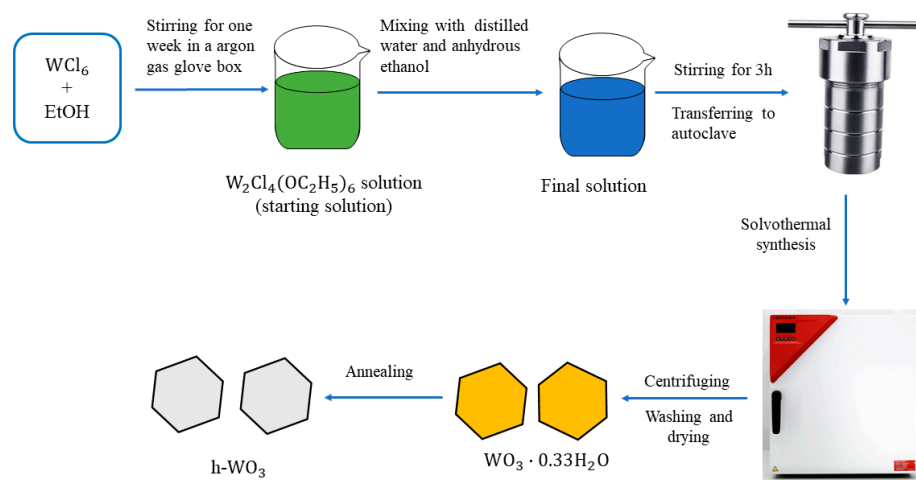 WCl₆
+
EtOH
Stirring for one
week in a argon
gas glove box
W₂Cl₄(OC₂H₅)₆ solution
(starting solution)
Mixing with distilled
water and anhydrous
ethanol
Final solution
Stirring for 3h
Transferring to
autoclave
Solvothermal
synthesis
Centrifuging
Washing and
drying
WO₃ · 0.33H₂O
Annealing
h-WO₃